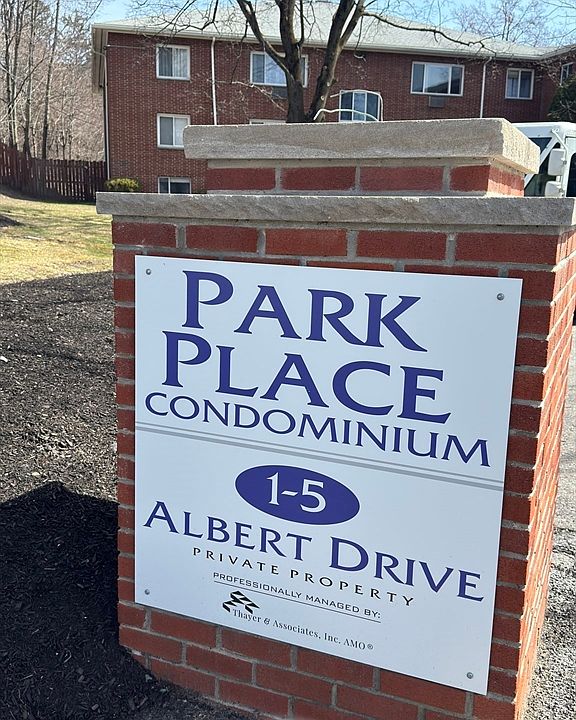 PARK
PLACE
CONDOMINIUM
1-5
ALBERT DRIVE
PRIVATE PROPERTY
PROFESSIONALLY MANAGED BY:
Thayer & Associates, Inc. AMO®